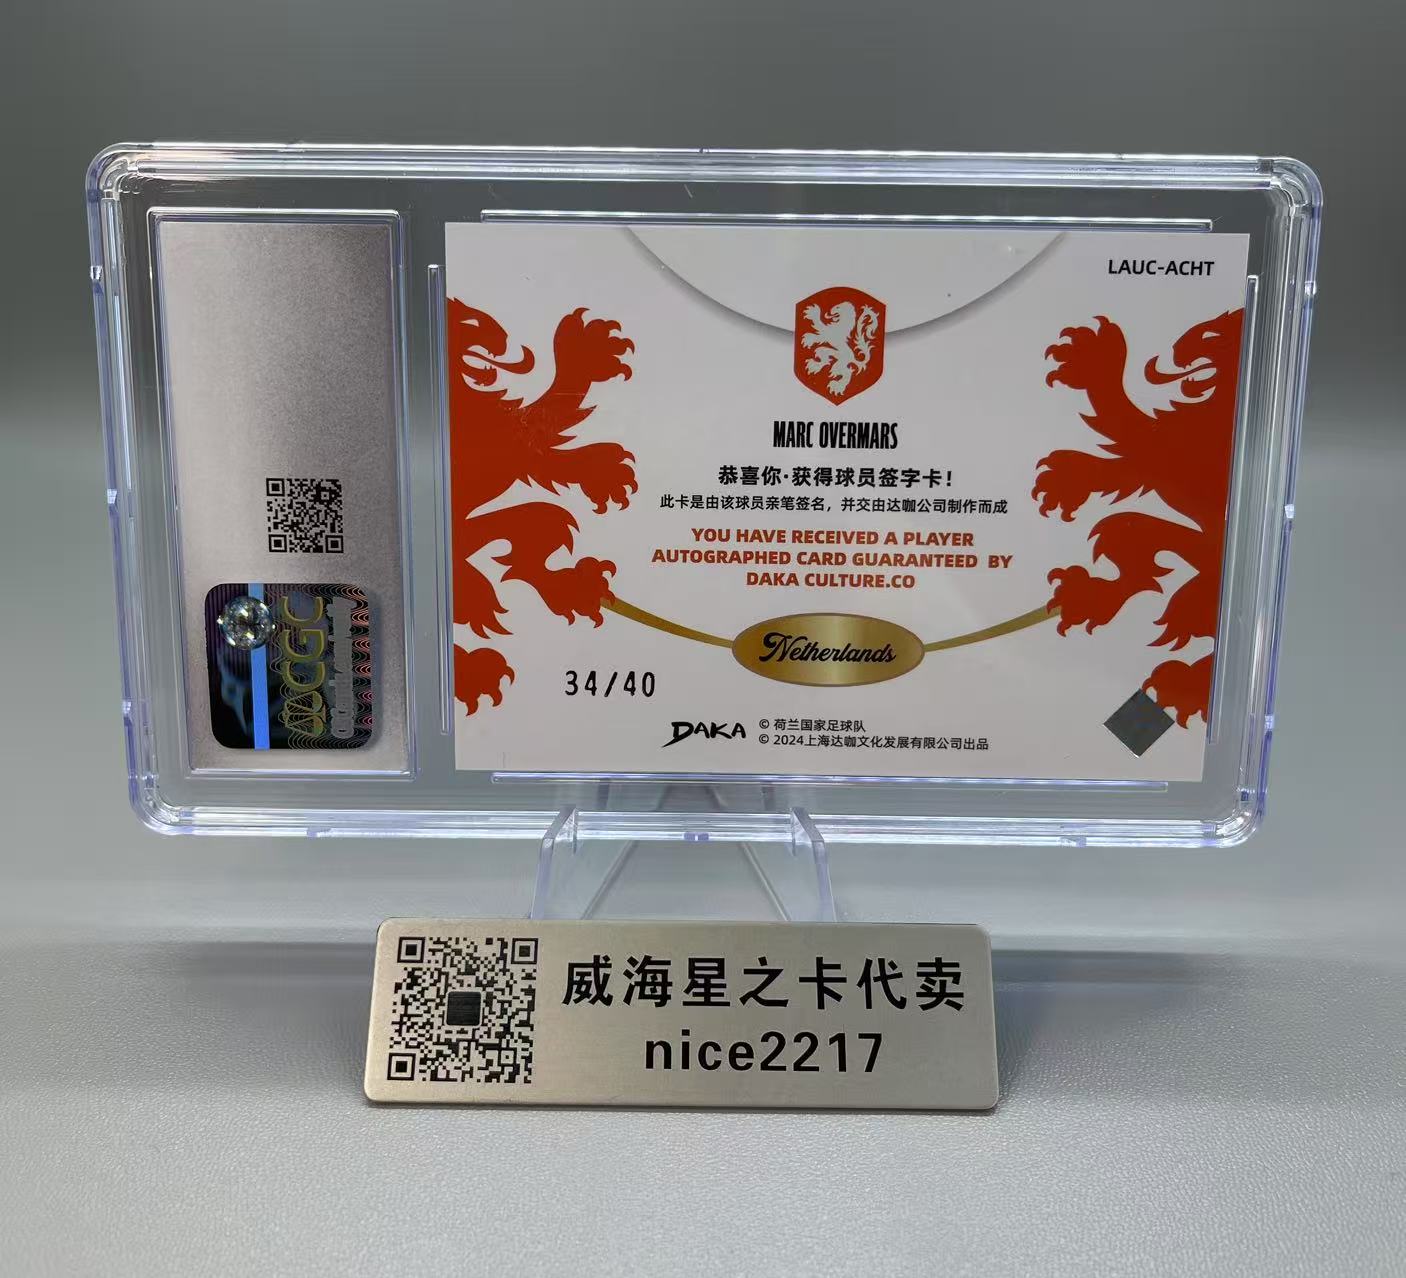 LAUC-ACHT
MARC OVERMARS
恭喜你·获得球员签字卡！
此卡是由该球员亲笔签名，并交由达咖公司制作而成
YOU HAVE RECEIVED A PLAYER
AUTOGRAPHED CARD GUARANTEED BY
DAKA CULTURE.CO
Netherlands
34/40
DAKA
© 荷兰国家足球队
© 2024上海达咖文化发展有限公司出品
威海星之卡代卖
nice2217